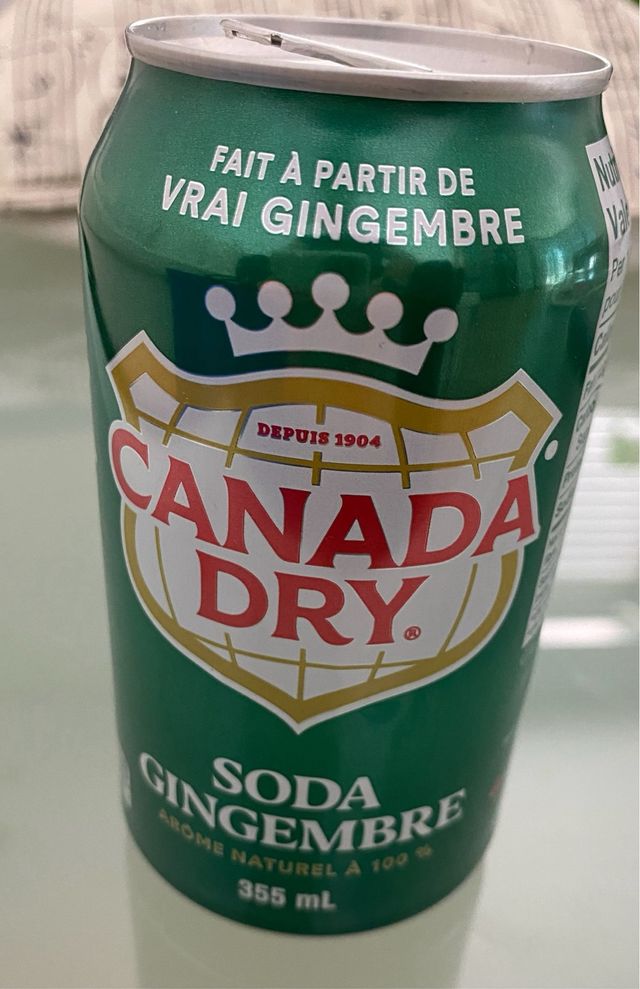 FAIT À PARTIR DE
VRAI GINGEMBRE
DEPUIS 1904
CANADA
DRY®
SODA
GINGEMBRE
ARÔME NATUREL À 100 %
355 mL